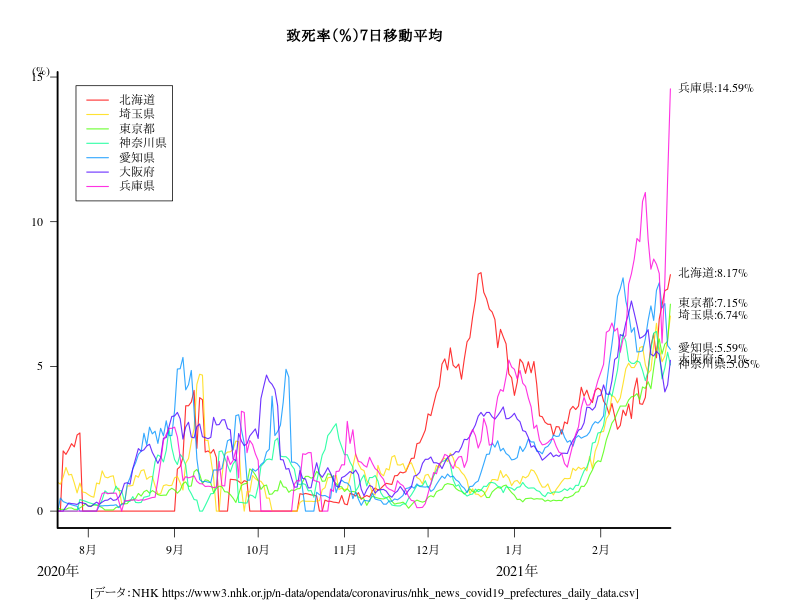 致死率(%)7日移動平均
(%)
15
10
5
0
北海道
埼玉県
東京都
神奈川県
愛知県
大阪府
兵庫県
兵庫県:14.59%
北海道:8.17%
東京都:7.15%
埼玉県:6.74%
愛知県:5.59%
大阪府:5.21%
神奈川県:5.05%
8月 9月 10月 11月 12月 1月 2月
2020年 2021年
[データ:NHK https://www3.nhk.or.jp/n-data/opendata/coronavirus/nhk_news_covid19_prefectures_daily_data.csv]